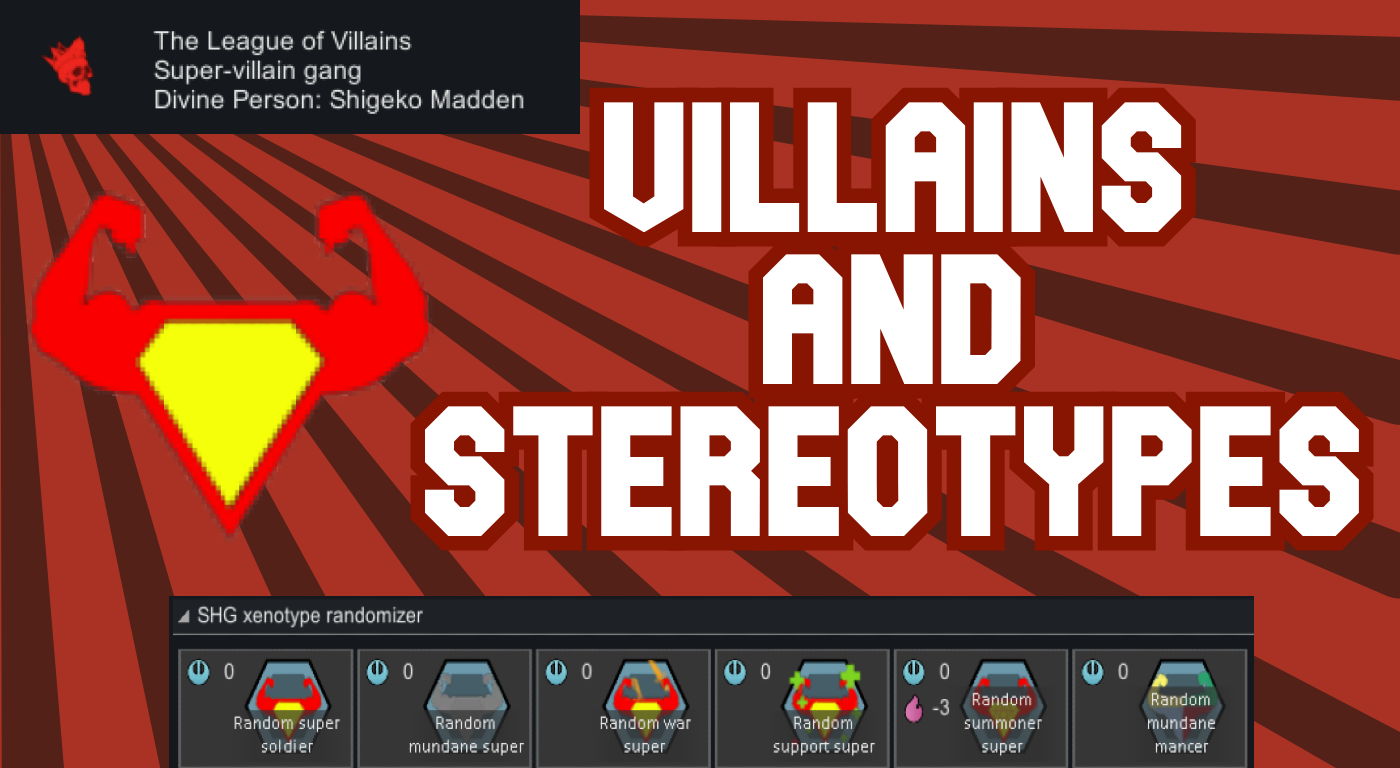 The League of Villains
Super-villain gang
Divine Person: Shigeko Madden
VILLAINS
AND
STEREOTYPES
SHG xenotype randomizer
0
Random super
soldier
0
Random
mundane super
0
Random war
super
0
Random
support super
0
-3
Random
summoner
super
0
Random
mundane
mancer